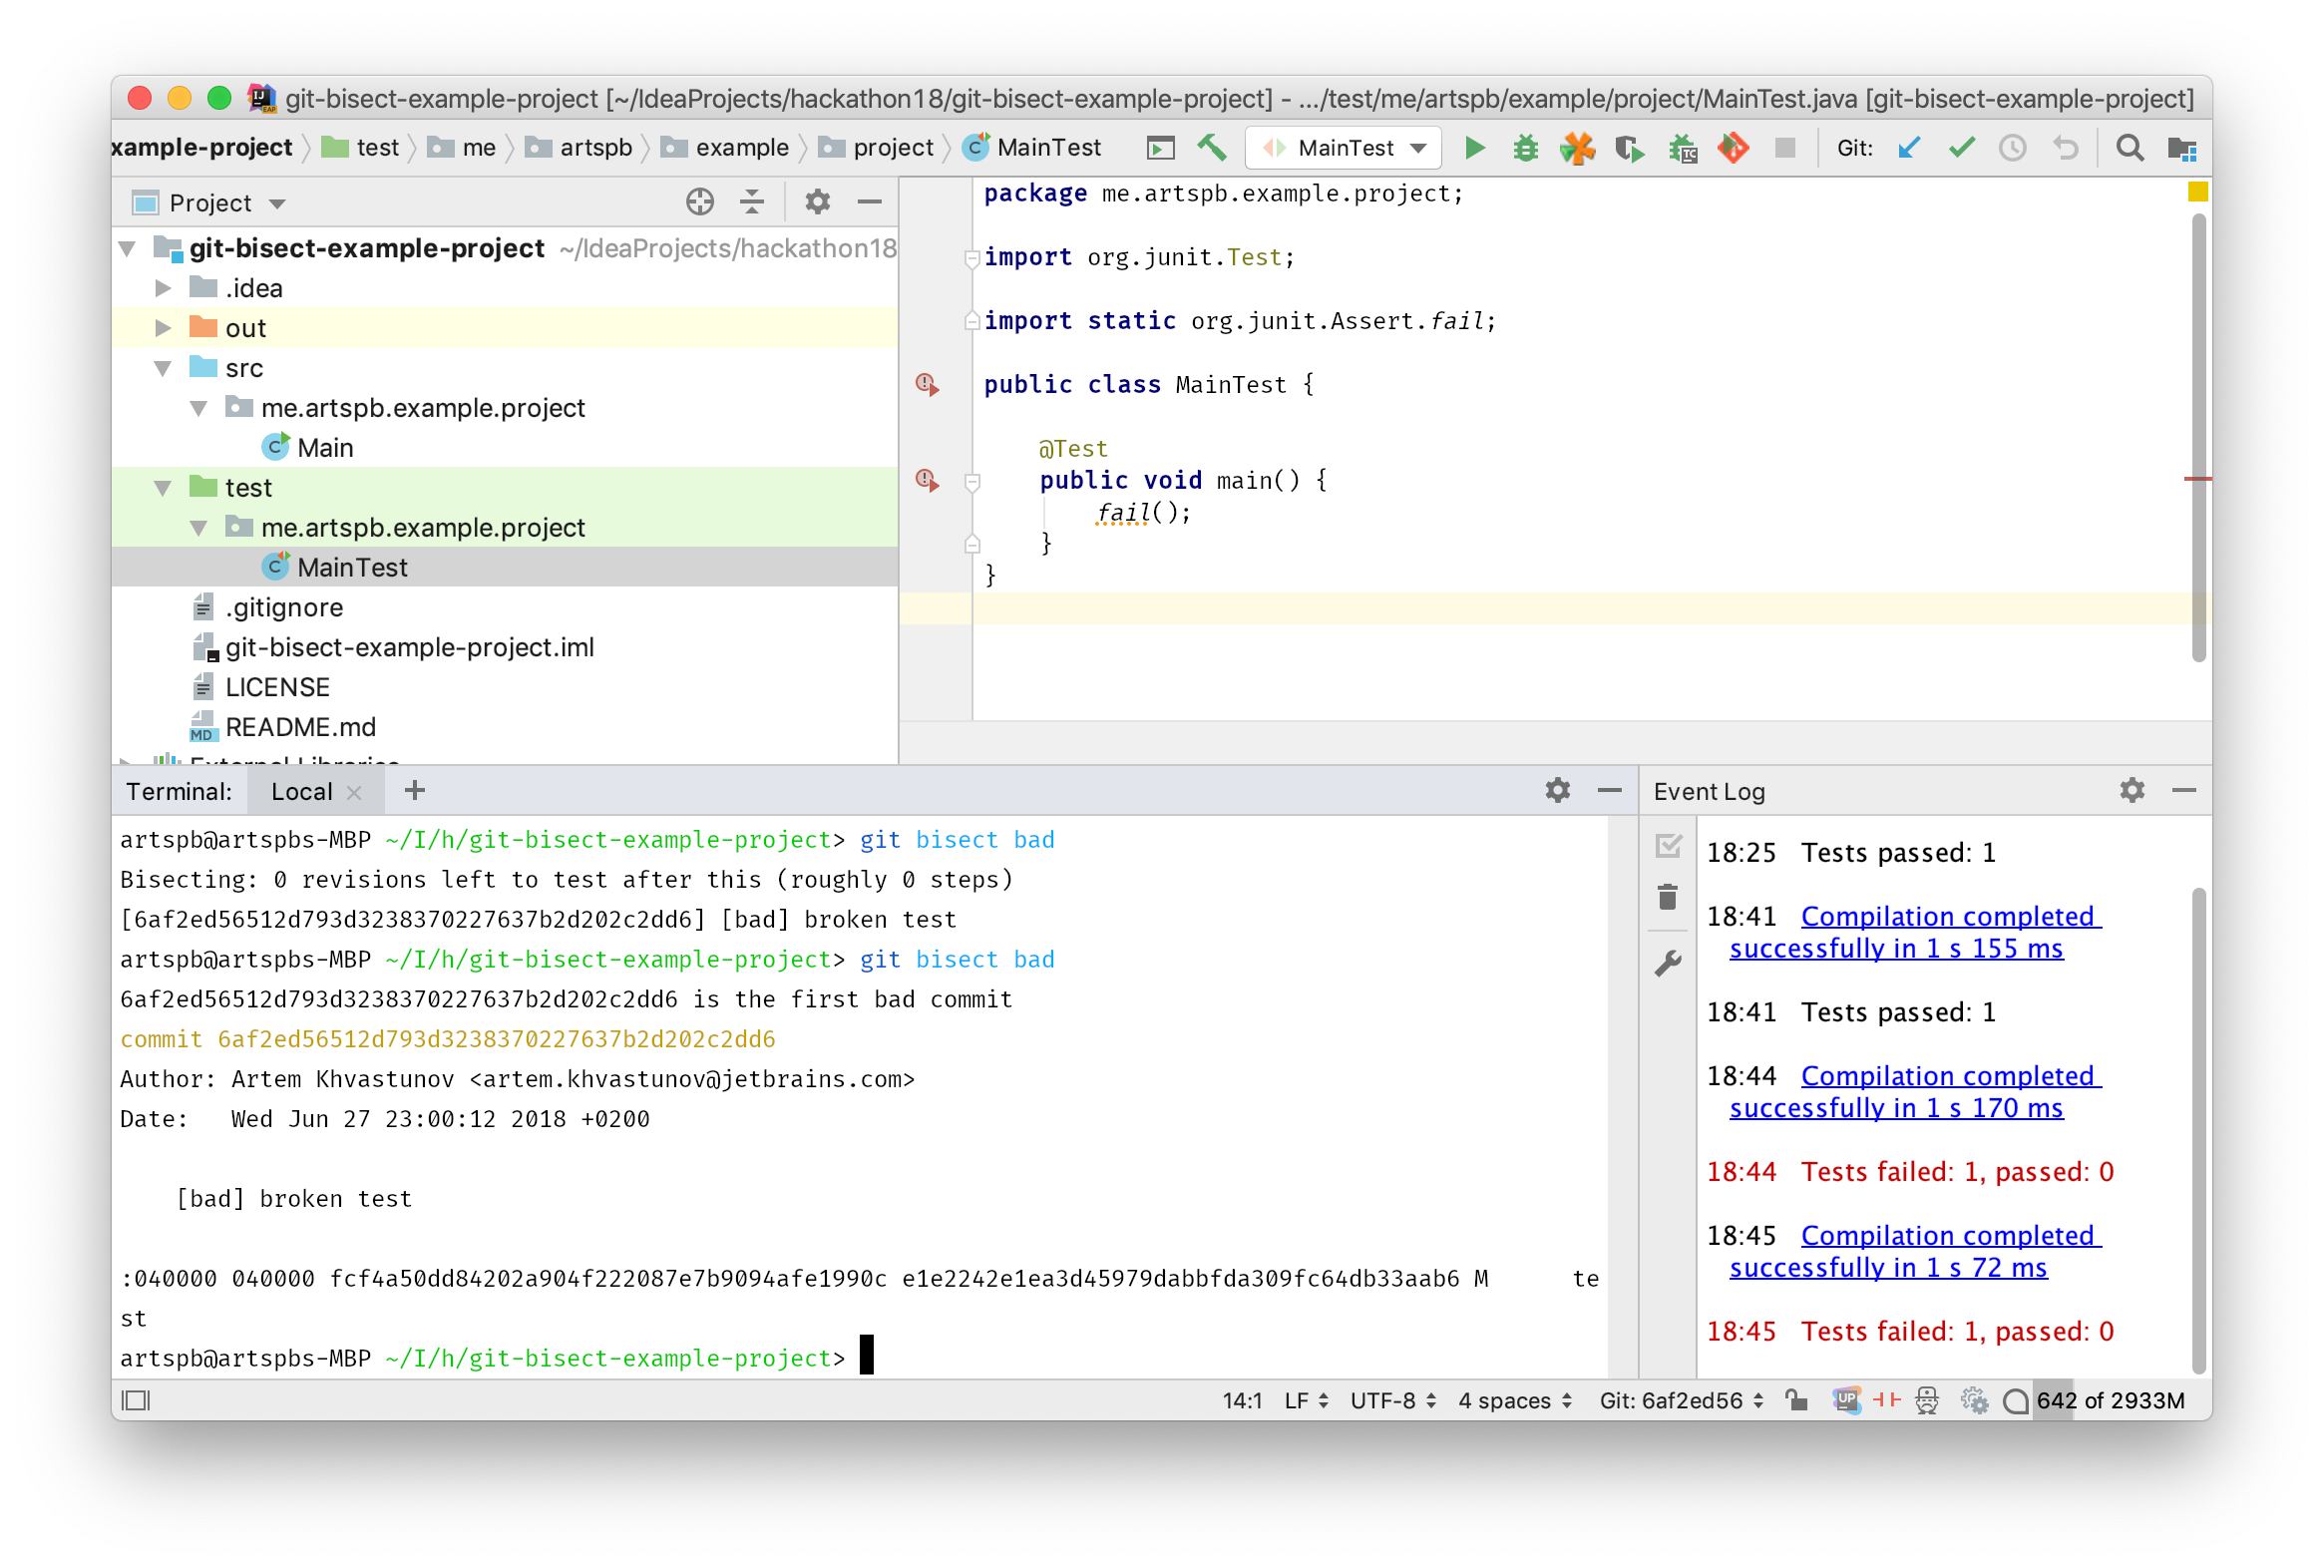 git-bisect-example-project [~/IdeaProjects/hackathon18/git-bisect-example-project] - .../test/me/artspb/example/project/MainTest.java [git-bisect-example-project]
xample-project test me artspb example project MainTest MainTest Git:
Project
git-bisect-example-project ~/IdeaProjects/hackathon18
.idea
out
src
me.artspb.example.project
Main
test
me.artspb.example.project
MainTest
.gitignore
git-bisect-example-project.iml
LICENSE
README.md
External Libraries
package me.artspb.example.project;
import org.junit.Test;
import static org.junit.Assert.fail;
public class MainTest {
@Test
public void main() {
fail();
}
}
Terminal: Local
artspb@artspbs-MBP ~/I/h/git-bisect-example-project> git bisect bad
Bisecting: 0 revisions left to test after this (roughly 0 steps)
[6af2ed56512d793d3238370227637b2d202c2dd6] [bad] broken test
artspb@artspbs-MBP ~/I/h/git-bisect-example-project> git bisect bad
6af2ed56512d793d3238370227637b2d202c2dd6 is the first bad commit
commit 6af2ed56512d793d3238370227637b2d202c2dd6
Author: Artem Khvastunov <artem.khvastunov@jetbrains.com>
Date:   Wed Jun 27 23:00:12 2018 +0200
[bad] broken test
:040000 040000 fcf4a50dd84202a904f222087e7b9094afe1990c e1e2242e1ea3d45979dabbfda309fc64db33aab6 M      te
st
artspb@artspbs-MBP ~/I/h/git-bisect-example-project>
Event Log
18:25 Tests passed: 1
18:41 Compilation completed
successfully in 1 s 155 ms
18:41 Tests passed: 1
18:44 Compilation completed
successfully in 1 s 170 ms
18:44 Tests failed: 1, passed: 0
18:45 Compilation completed
successfully in 1 s 72 ms
18:45 Tests failed: 1, passed: 0
14:1 LF UTF-8 4 spaces Git: 6af2ed56 UP 642 of 2933M